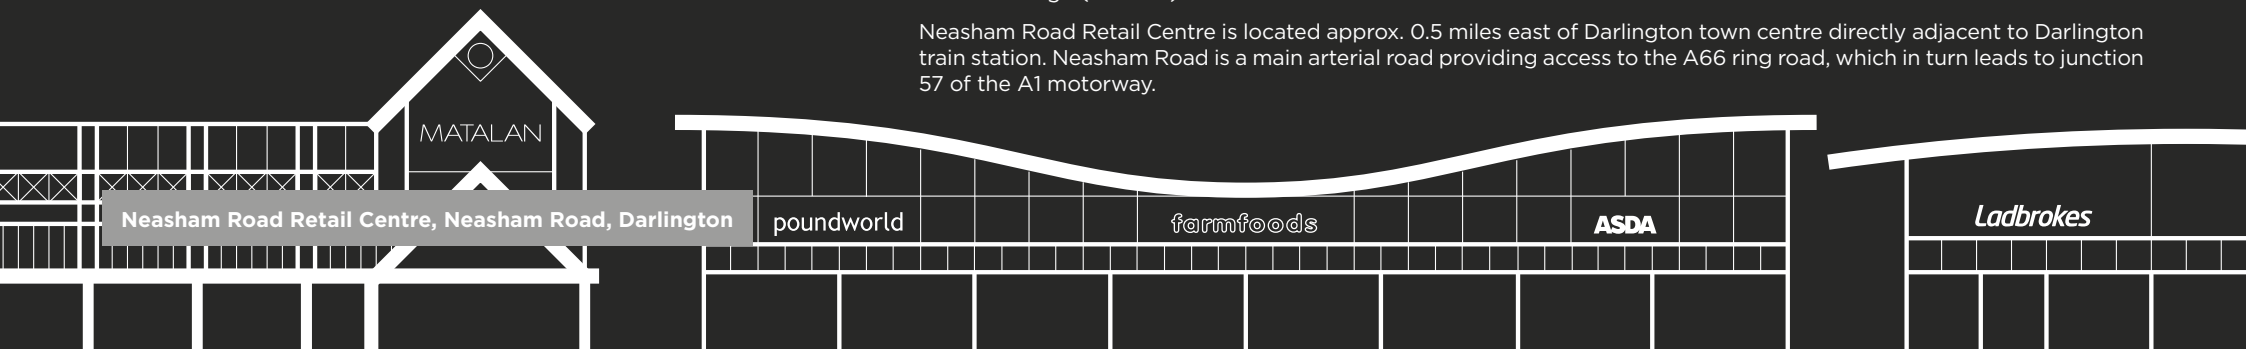 Neasham Road Retail Centre is located approx. 0.5 miles east of Darlington town centre directly adjacent to Darlington
train station. Neasham Road is a main arterial road providing access to the A66 ring road, which in turn leads to junction
57 of the A1 motorway.
MATALAN
Neasham Road Retail Centre, Neasham Road, Darlington
poundworld
farmfoods
ASDA
Ladbrokes